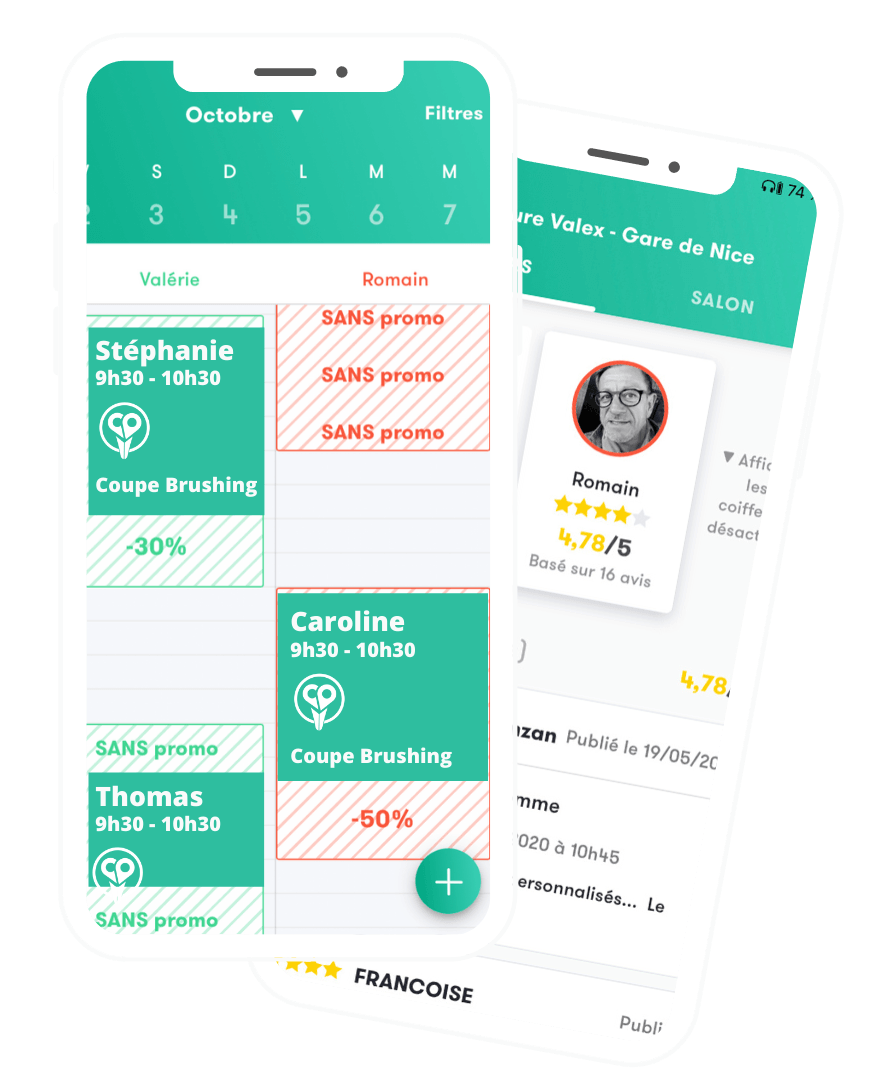 Octobre ▼ Filtres
S D L M M
3 4 5 6 7
Valérie Romain
SANS promo
SANS promo
SANS promo
Stéphanie
9h30 - 10h30
Coupe Brushing
-30%
Caroline
9h30 - 10h30
Coupe Brushing
-50%
SANS promo
Thomas
9h30 - 10h30
SANS promo
74
ure Valex - Gare de Nice
S
SALON
Romain
4,78/5
Basé sur 16 avis
▼ Affic
les
coiffe
désact
4,78
nzan Publié le 19/05/20
mme
2020 à 10h45
ersonnalisés... Le
FRANCOISE
Publi